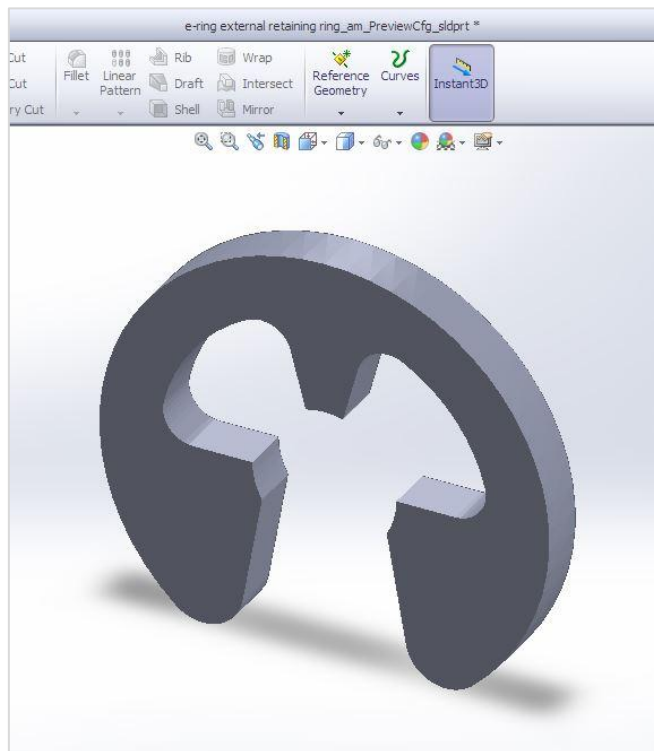 e-ring external retaining ring_am_PreviewCfg_sldprt *
Cut Fillet Linear Pattern Rib Wrap Reference Geometry Curves Instant3D
Cut Draft Intersect
ry Cut Shell Mirror